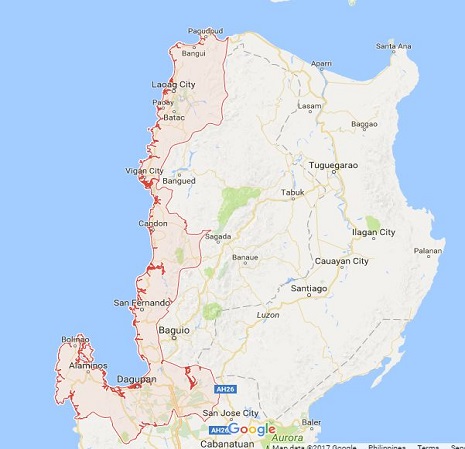 Pagudpud
Bangui
Santa Ana
Aparri
Laoag City
Paoay
Lasam
Batac
Baggao
Vigan City
Bangued
Tuguegarao
Tabuk
Candon
Sagada
Ilagan City
Palanan
Banaue
Cauayan City
Santiago
San Fernando
Luzon
Baguio
Bolinao
Alaminos
Dagupan
AH26
San Jose City
AH26
Google
Baler
Aurora
Cabanatuan
Map data ©2017 Google Philippines Terms Sen